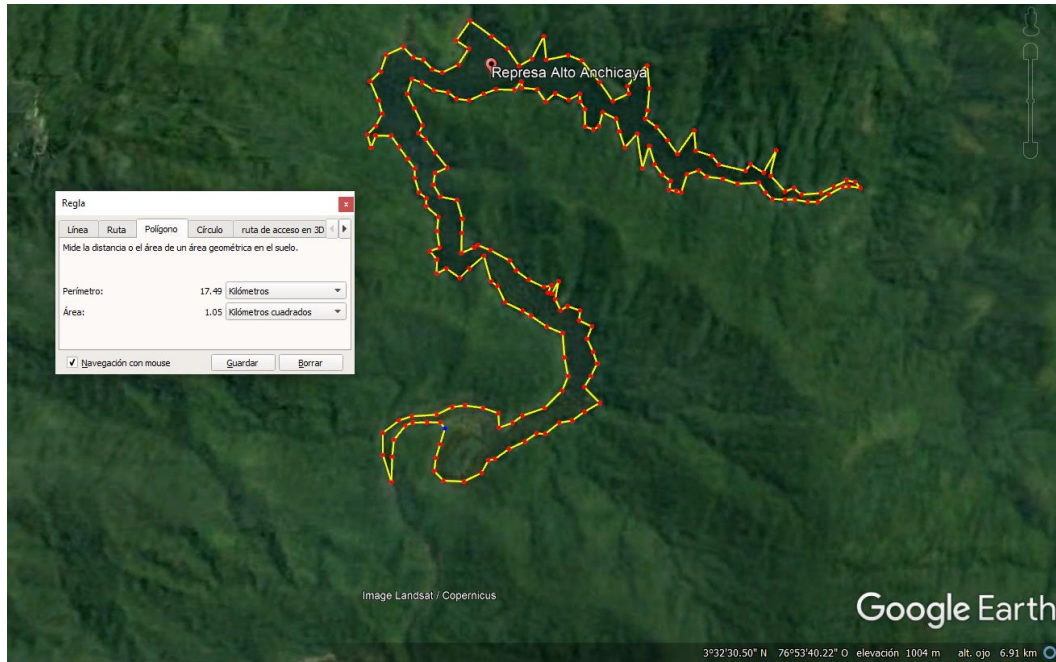 Represa Alto Anchicayá
Regla
Línea Ruta Polígono Círculo ruta de acceso en 3D
Mide la distancia o el área de un área geométrica en el suelo.
Perímetro: 17.49 Kilómetros
Área: 1.05 Kilómetros cuadrados
Navegación con mouse Guardar Borrar
Image Landsat / Copernicus
Google Earth
3°32'30.50" N 76°53'40.22" O elevación 1004 m alt. ojo 6.91 km